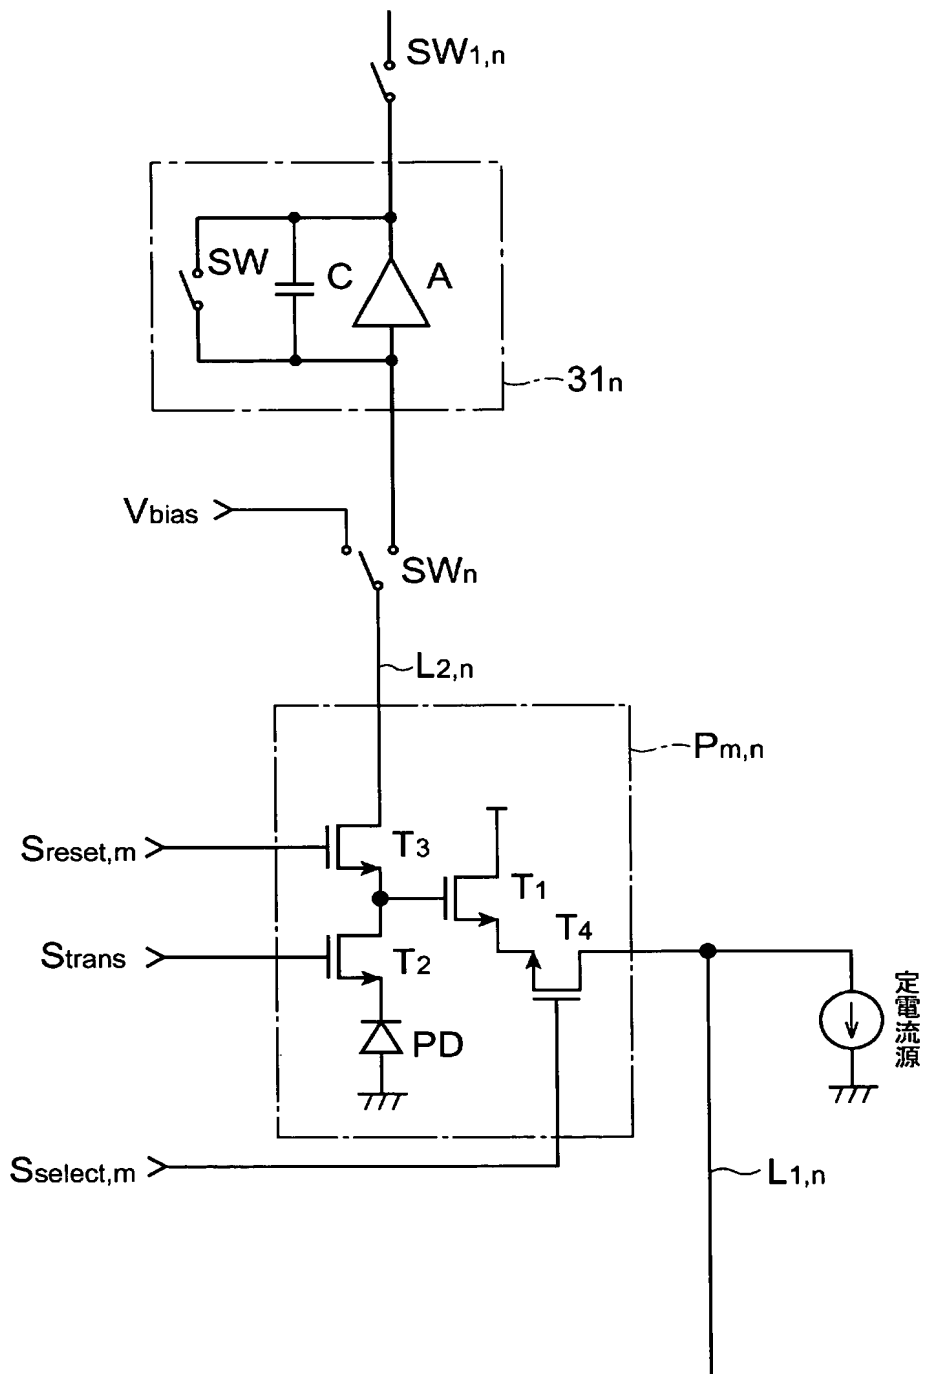 SW1,n
SW
C
A
31n
Vbias
SWn
L2,n
Pm,n
Sreset,m
T3
T1
T4
Strans
T2
定電流源
PD
Sselect,m
L1,n